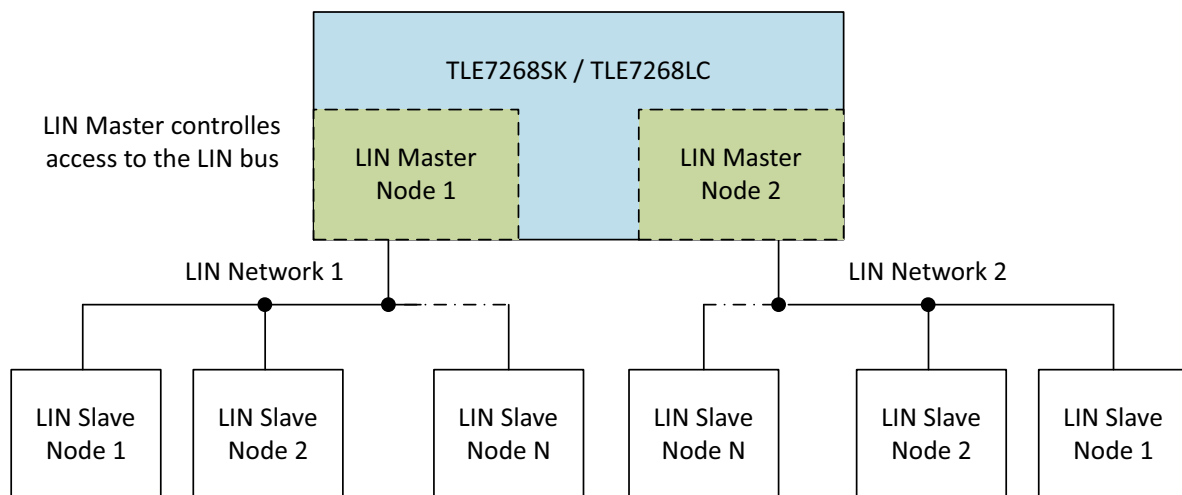 TLE7268SK / TLE7268LC
LIN Master controlles
access to the LIN bus
LIN Master
Node 1
LIN Master
Node 2
LIN Network 1
LIN Network 2
LIN Slave
Node 1
LIN Slave
Node 2
LIN Slave
Node N
LIN Slave
Node N
LIN Slave
Node 2
LIN Slave
Node 1